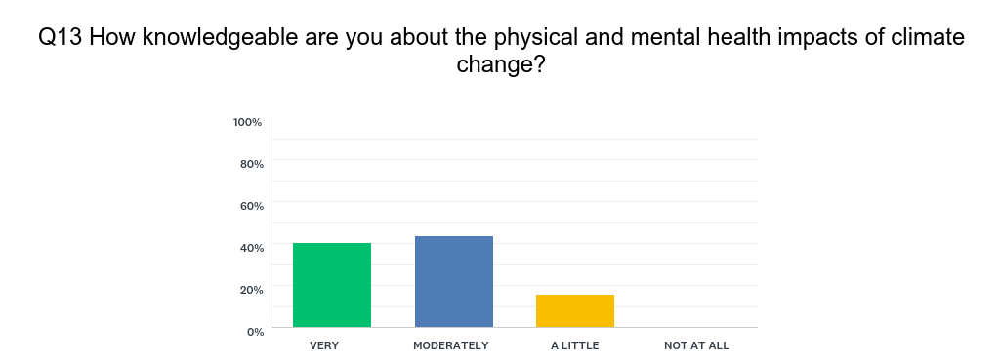 Q13 How knowledgeable are you about the physical and mental health impacts of climate
change?
100%
80%
60%
40%
20%
0%
VERY
MODERATELY
A LITTLE
NOT AT ALL